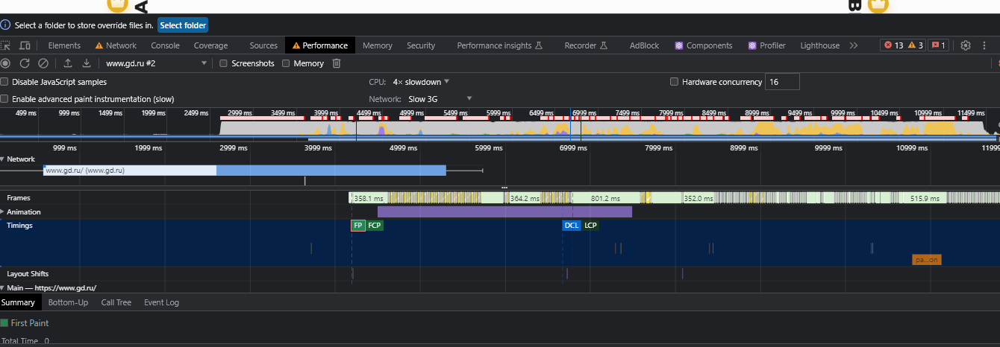 A B
Select a folder to store override files in. Select folder
Elements Network Console Coverage Sources Performance Memory Security Performance insights Recorder AdBlock Components Profiler Lighthouse 13 3 1
www.gd.ru #2 Screenshots Memory
Disable JavaScript samples CPU: 4× slowdown Hardware concurrency 16
Enable advanced paint instrumentation (slow) Network: Slow 3G
499 ms 999 ms 1499 ms 1999 ms 2499 ms 2999 ms 3499 ms 3999 ms 4499 ms 4999 ms 5499 ms 5999 ms 6499 ms 6999 ms 7499 ms 7999 ms 8499 ms 8999 ms 9499 ms 9999 ms 10499 ms 10999 ms 11499 ms
999 ms 1999 ms 2999 ms 3999 ms 4999 ms 5999 ms 6999 ms 7999 ms 8999 ms 9999 ms 10999 ms 11999
Network
www.gd.ru/ (www.gd.ru)
Frames 358.1 ms 364.2 ms 801.2 ms 352.0 ms 515.9 ms
Animation
Timings FP FCP DCL LCP
pa...on
Layout Shifts
Main — https://www.gd.ru/
Summary Bottom-Up Call Tree Event Log
First Paint
Total Time 0